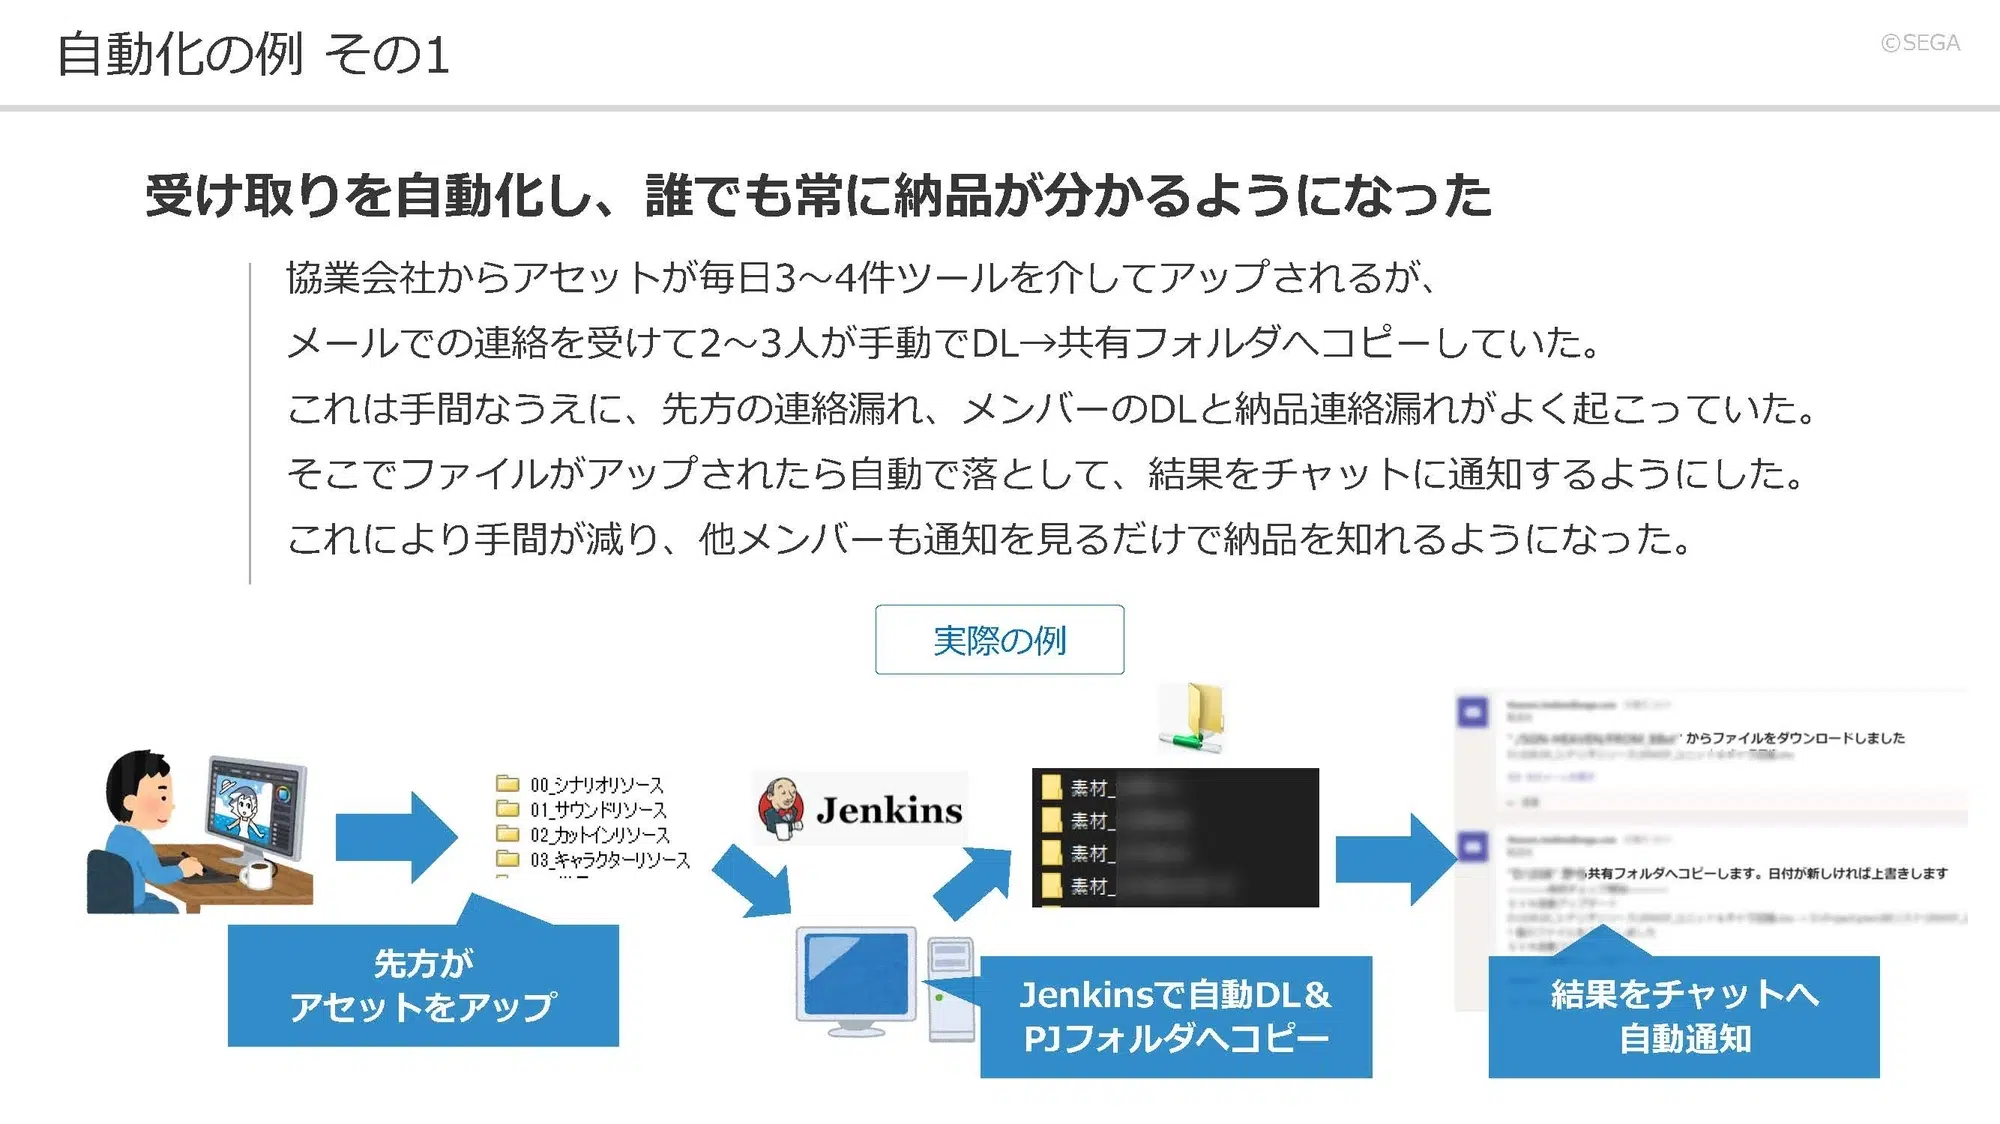 自動化の例 その1
©SEGA
受け取りを自動化し、誰でも常に納品が分かるようになった
協業会社からアセットが毎日3～4件ツールを介してアップされるが、
メールでの連絡を受けて2～3人が手動でDL→共有フォルダへコピーしていた。
これは手間なうえに、先方の連絡漏れ、メンバーのDLと納品連絡漏れがよく起こっていた。
そこでファイルがアップされたら自動で落として、結果をチャットに通知するようにした。
これにより手間が減り、他メンバーも通知を見るだけで納品を知れるようになった。
実際の例
00_シナリオリソース
01_サウンドリソース
02_カットインリソース
03_キャラクターリソース
先方が
アセットをアップ
Jenkins
素材_
素材_
素材_
素材_
Jenkinsで自動DL＆
PJフォルダへコピー
からファイルをダウンロードしました
共有フォルダへコピーします。日付が新しければ上書きします
結果をチャットへ
自動通知